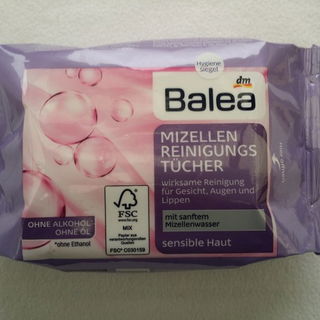 Hygiene
siegel
dm
Balea
MIZELLEN
REINIGUNGS
TÜCHER
wirksame Reinigung
für Gesicht, Augen und
Lippen
mit sanftem
Mizellenwasser
sensible Haut
OHNE ALKOHOL*
OHNE ÖL
*ohne Ethanol
FSC
www.fsc.org
MIX
Papier aus
verantwortungsvollen
Quellen
FSC® C030159